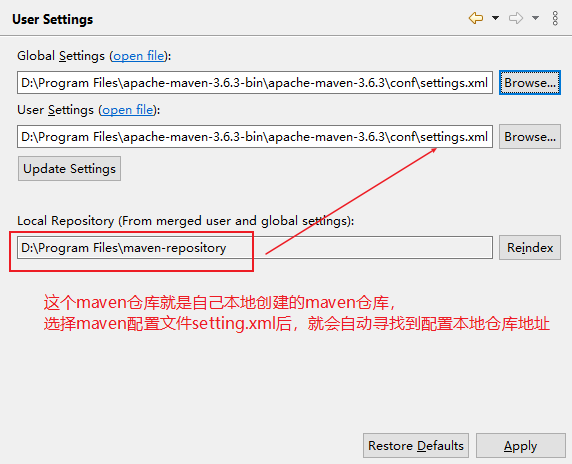 User Settings
Global Settings (open file):
D:\Program Files\apache-maven-3.6.3-bin\apache-maven-3.6.3\conf\settings.xml Browse...
User Settings (open file):
D:\Program Files\apache-maven-3.6.3-bin\apache-maven-3.6.3\conf\settings.xml Browse...
Update Settings
Local Repository (From merged user and global settings):
D:\Program Files\maven-repository Reindex
这个maven仓库就是自己本地创建的maven仓库，
选择maven配置文件setting.xml后，就会自动寻找到配置本地仓库地址
Restore Defaults Apply